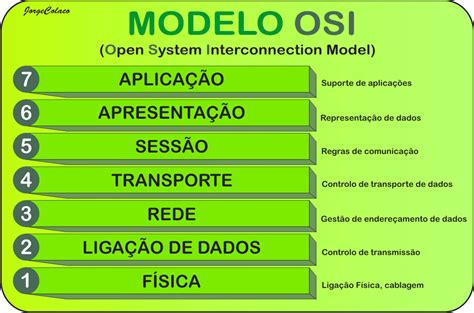 JorgeColaco
MODELO OSI
(Open System Interconnection Model)
7 APLICAÇÃO Suporte de aplicações
6 APRESENTAÇÃO Representação de dados
5 SESSÃO Regras de comunicação
4 TRANSPORTE Controlo de transporte de dados
3 REDE Gestão de endereçamento de dados
2 LIGAÇÃO DE DADOS Controlo de transmissão
1 FÍSICA Ligação Física, cablagem